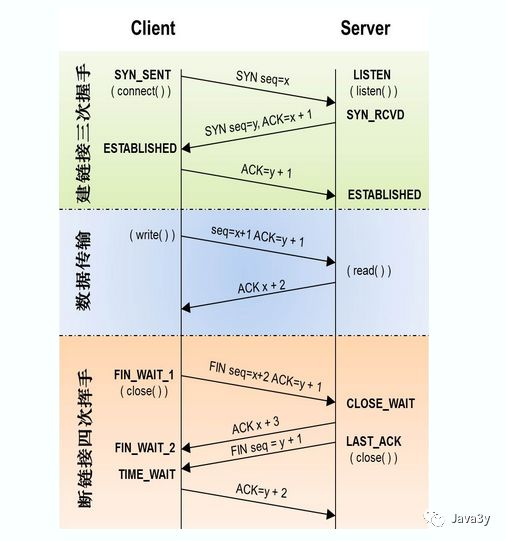 Client Server
建链接三次握手
SYN_SENT
( connect( ) )
SYN seq=x
LISTEN
( listen( ) )
SYN_RCVD
SYN seq=y, ACK=x + 1
ESTABLISHED
ACK=y + 1
ESTABLISHED
数据传输
( write( ) )
seq=x+1 ACK=y + 1
( read( ) )
ACK x + 2
断链接四次挥手
FIN_WAIT_1
( close( ) )
FIN seq=x+2 ACK=y + 1
CLOSE_WAIT
ACK x + 3
FIN_WAIT_2
FIN seq = y + 1
LAST_ACK
( close( ) )
TIME_WAIT
ACK=y + 2
Java3y